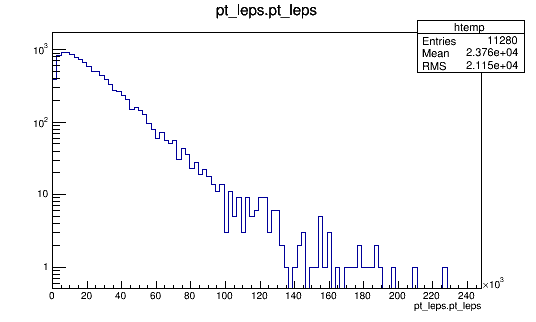 pt_leps.pt_leps
htemp
Entries 11280
Mean 2.376e+04
RMS 2.115e+04
10³
10²
10
1
0 20 40 60 80 100 120 140 160 180 200 220 240
×10³
pt_leps.pt_leps